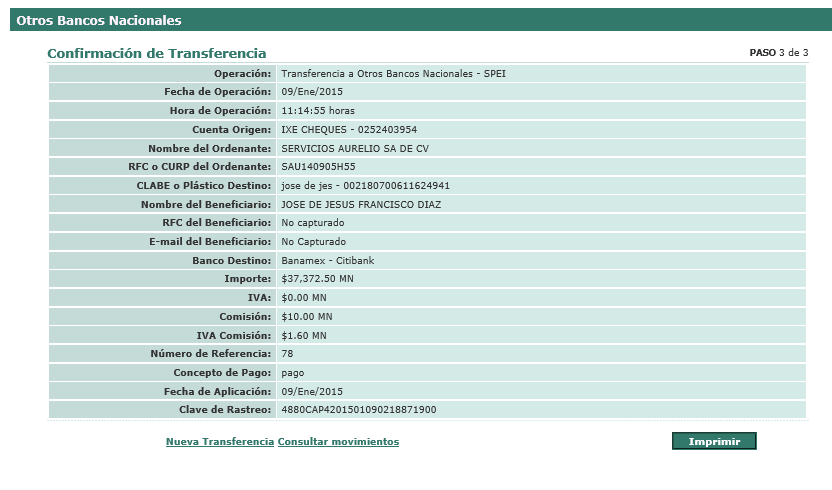 Otros Bancos Nacionales
Confirmación de Transferencia PASO 3 de 3
Operación: Transferencia a Otros Bancos Nacionales - SPEI
Fecha de Operación: 09/Ene/2015
Hora de Operación: 11:14:55 horas
Cuenta Origen: IXE CHEQUES - 0252403954
Nombre del Ordenante: SERVICIOS AURELIO SA DE CV
RFC o CURP del Ordenante: SAU140905H55
CLABE o Plástico Destino: jose de jes - 002180700611624941
Nombre del Beneficiario: JOSE DE JESUS FRANCISCO DIAZ
RFC del Beneficiario: No capturado
E-mail del Beneficiario: No Capturado
Banco Destino: Banamex - Citibank
Importe: $37,372.50 MN
IVA: $0.00 MN
Comisión: $10.00 MN
IVA Comisión: $1.60 MN
Número de Referencia: 78
Concepto de Pago: pago
Fecha de Aplicación: 09/Ene/2015
Clave de Rastreo: 4880CAP4201501090218871900
Nueva Transferencia Consultar movimientos Imprimir